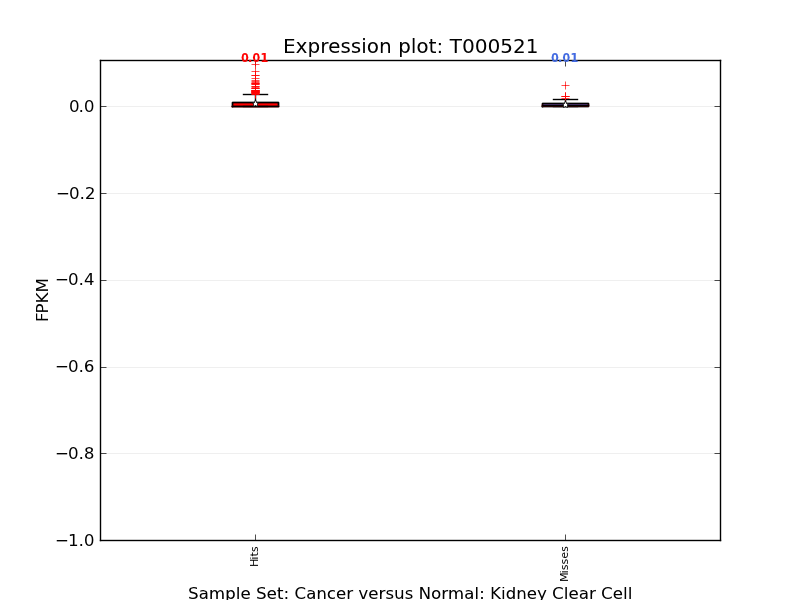 Expression plot: T000521
0.01 0.01
0.0
−0.2
−0.4
−0.6
−0.8
−1.0
FPKM
Hits
Misses
Sample Set: Cancer versus Normal: Kidney Clear Cell